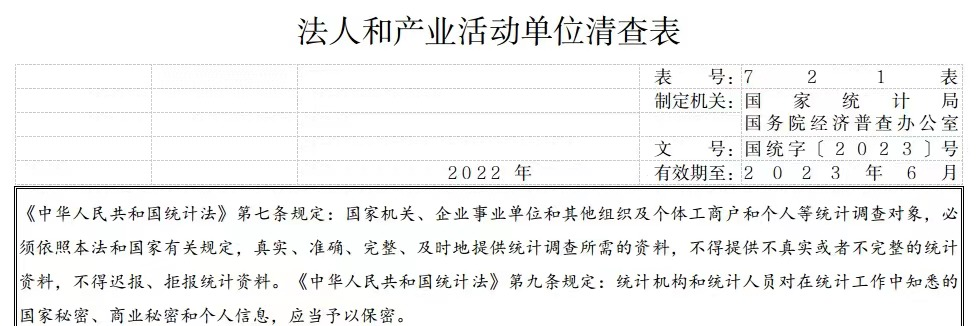 法人和产业活动单位清查表
表　　号：７２１表
制定机关：国家统计局
国务院经济普查办公室
文　　号：国统字〔２０２３〕号
2022 年　有效期至：２０２３年６月
《中华人民共和国统计法》第七条规定：国家机关、企业事业单位和其他组织及个体工商户和个人等统计调查对象，必
须依照本法和国家有关规定，真实、准确、完整、及时地提供统计调查所需的资料，不得提供不真实或者不完整的统计
资料，不得迟报、拒报统计资料。《中华人民共和国统计法》第九条规定：统计机构和统计人员对在统计工作中知悉的
国家秘密、商业秘密和个人信息，应当予以保密。